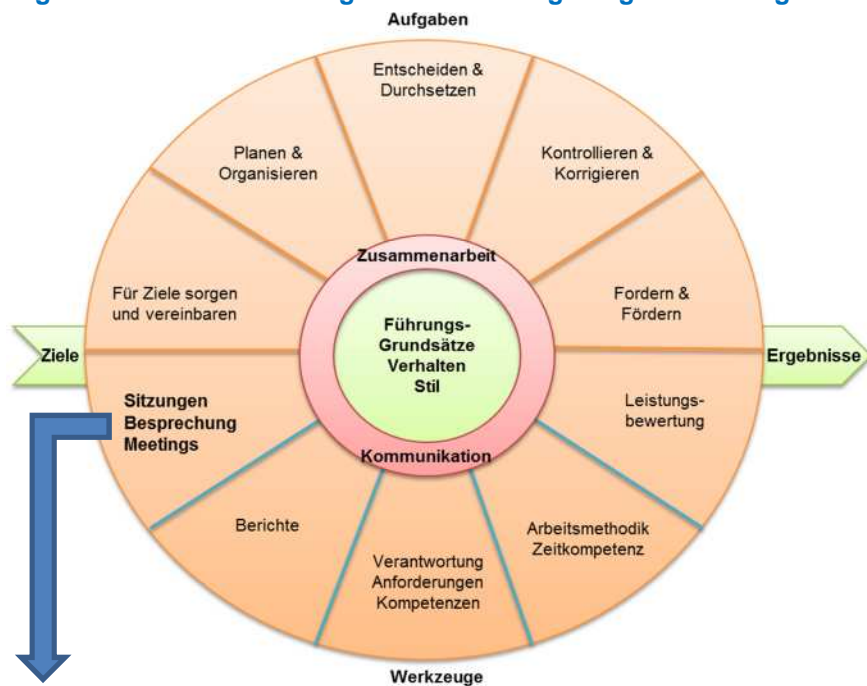 Aufgaben
Entscheiden &
Durchsetzen
Planen &
Organisieren
Kontrollieren &
Korrigieren
Zusammenarbeit
Für Ziele sorgen
und vereinbaren
Fordern &
Fördern
Ziele
Führungs-
Grundsätze
Verhalten
Stil
Ergebnisse
Sitzungen
Besprechung
Meetings
Leistungs-
bewertung
Kommunikation
Berichte
Arbeitsmethodik
Zeitkompetenz
Verantwortung
Anforderungen
Kompetenzen
Werkzeuge